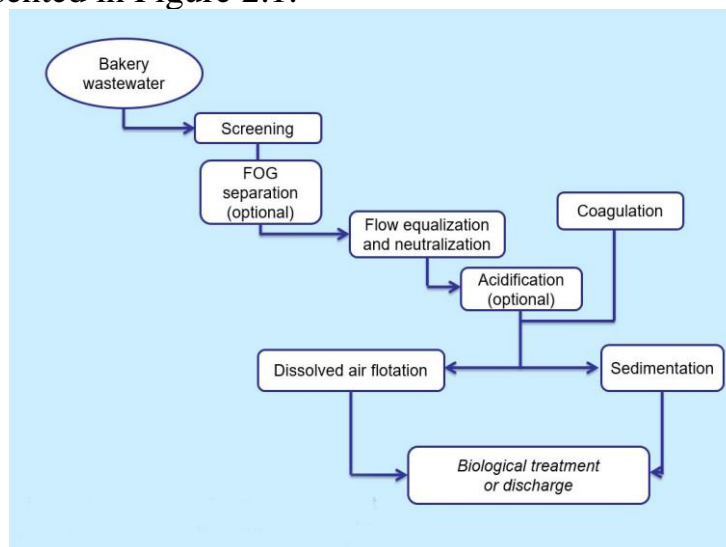 Bakery
wastewater
Screening
FOG
separation
(optional)
Flow equalization
and neutralization
Coagulation
Acidification
(optional)
Dissolved air flotation
Sedimentation
Biological treatment
or discharge